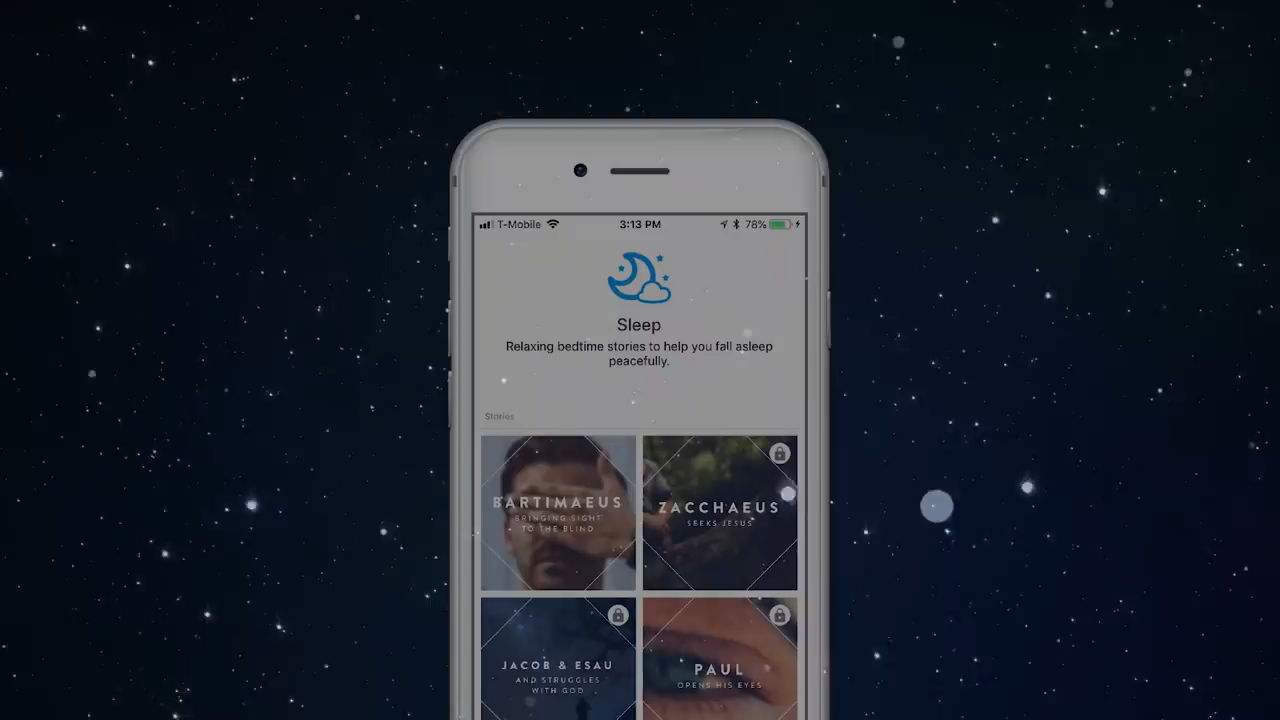 T-Mobile 3:13 PM 78%
Sleep
Relaxing bedtime stories to help you fall asleep
peacefully.
Stories
BARTIMAEUS
BRINGING SIGHT
TO THE BLIND
ZACCHAEUS
SEEKS JESUS
JACOB & ESAU
AND STRUGGLES
WITH GOD
PAUL
OPENS HIS EYES